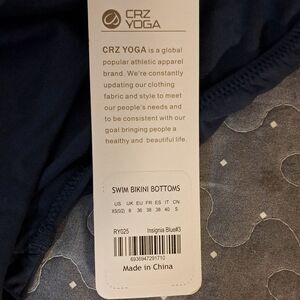 CRZ
YOGA
CRZ YOGA is a global
popular athletic apparel
brand. We're constantly
updating our clothing
fabric and style to meet
our people's needs and
to be consistent with our
goal bringing people a
healthy and beautiful life.
SWIM BIKINI BOTTOMS
US UK EU FR ES IT CN
XS(0/2) 6 36 38 38 40 S
RY025 Insignia Blue#3
6936947291710
Made in China